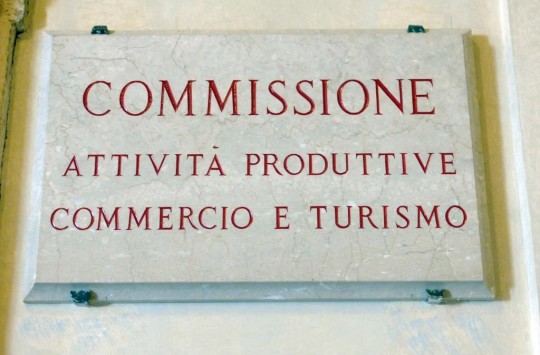 COMMISSIONE
ATTIVITÀ PRODUTTIVE
COMMERCIO E TURISMO